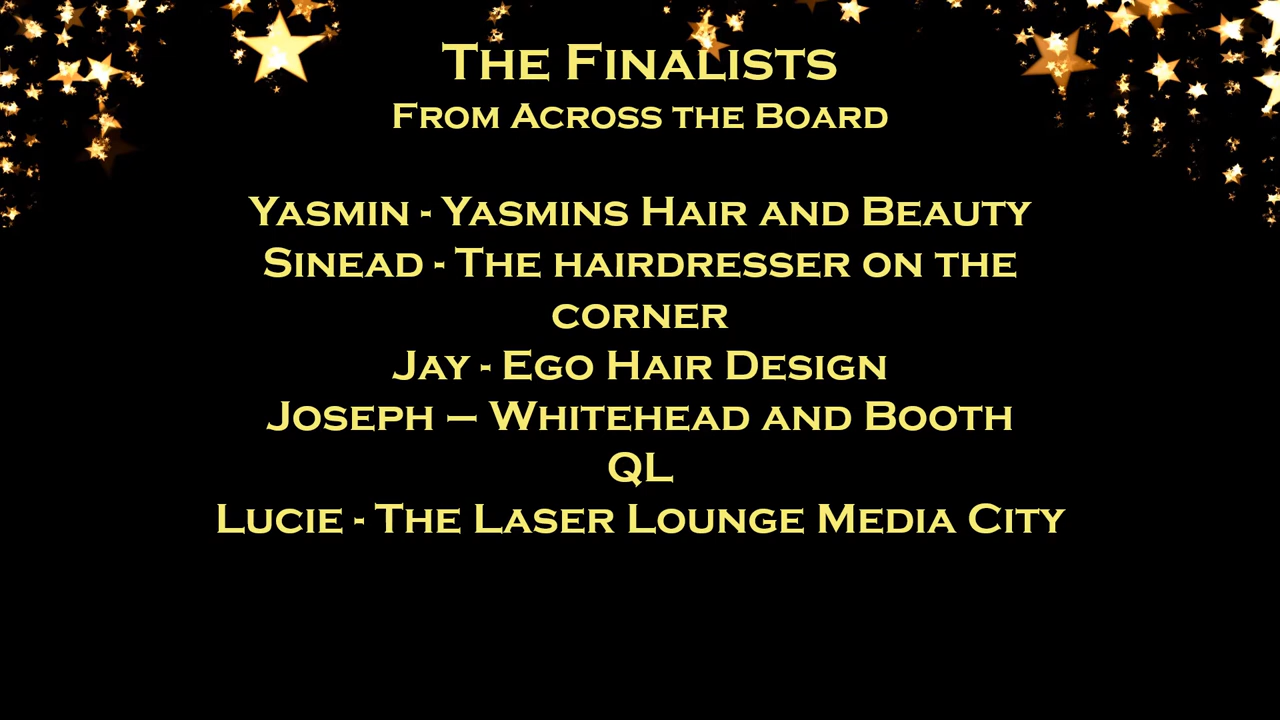 The Finalists
From Across the Board
Yasmin - Yasmins Hair and Beauty
Sinead - The hairdresser on the
corner
Jay - Ego Hair Design
Joseph – Whitehead and Booth
QL
Lucie - The Laser Lounge Media City